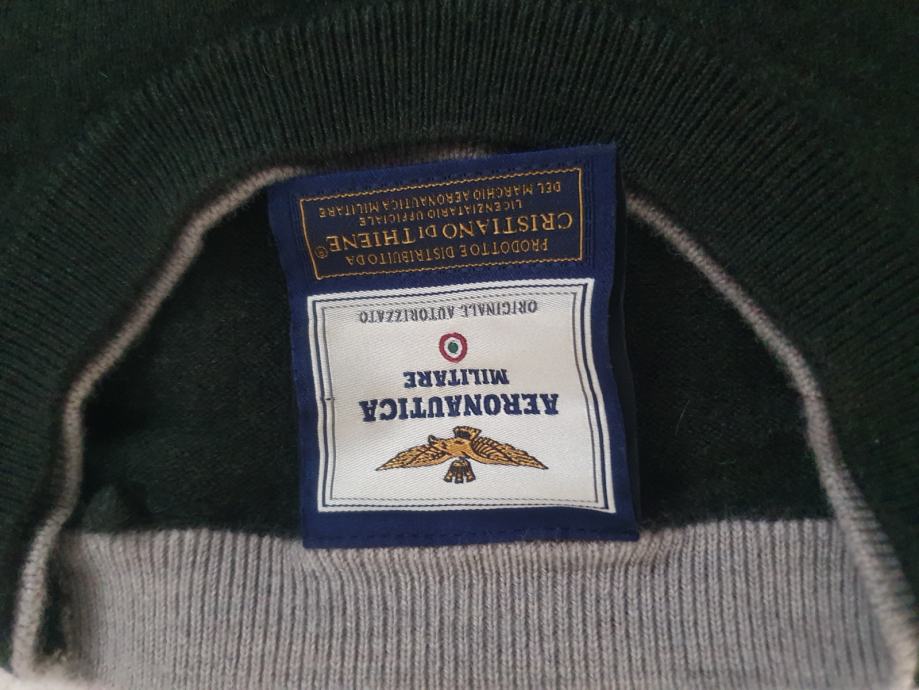 AERONAUTICA
MILITARE
ORIGINALE AUTORIZZATO
PRODOTTO E DISTRIBUITO DA
CRISTIANO DI THIENE®
LICENZIATARIO UFFICIALE
DEL MARCHIO AERONAUTICA MILITARE